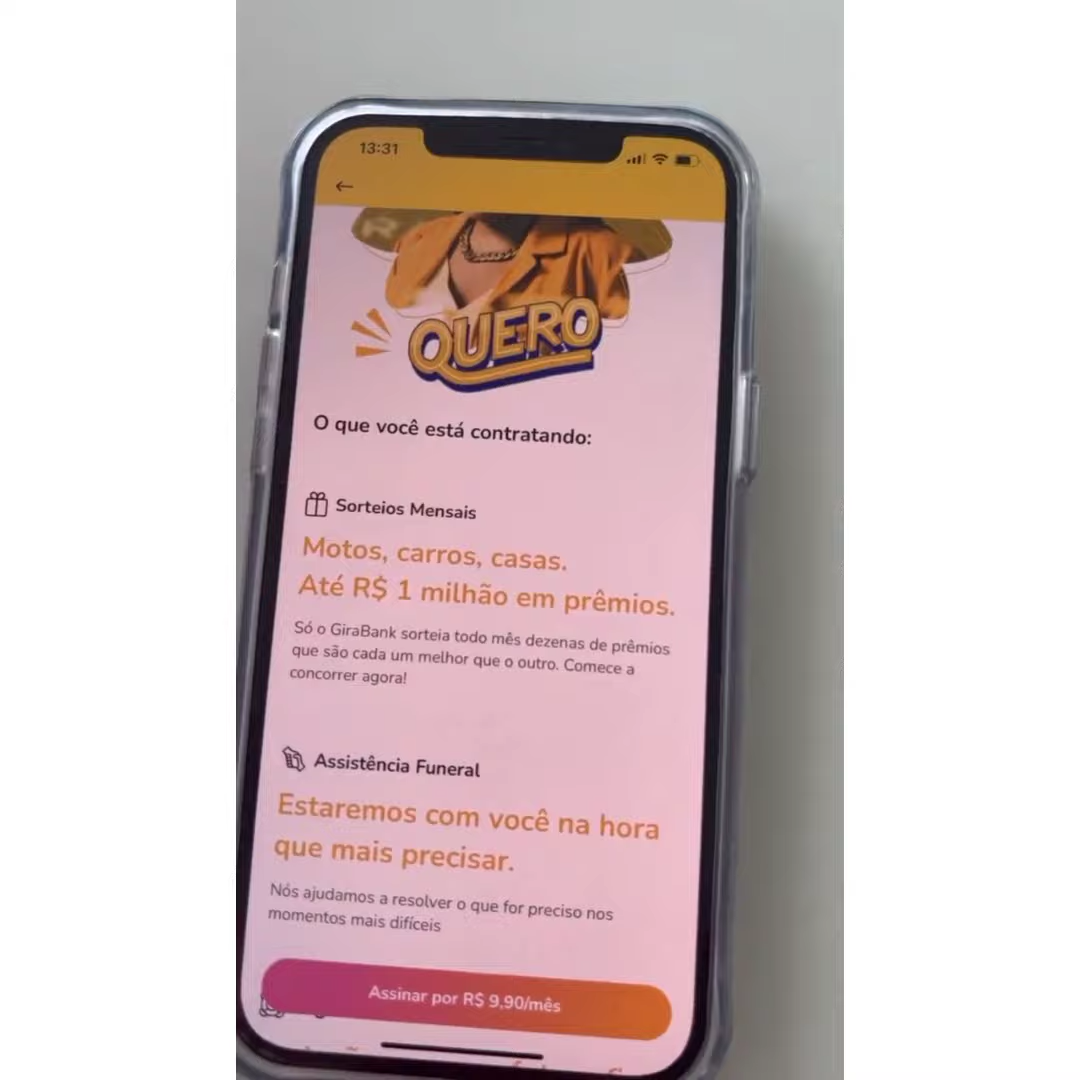 13:31
QUERO
O que você está contratando:
Sorteios Mensais
Motos, carros, casas.
Até R$ 1 milhão em prêmios.
Só o GiraBank sorteia todo mês dezenas de prêmios
que são cada um melhor que o outro. Comece a
concorrer agora!
Assistência Funeral
Estaremos com você na hora
que mais precisar.
Nós ajudamos a resolver o que for preciso nos
momentos mais difíceis
Assinar por R$ 9,90/mês